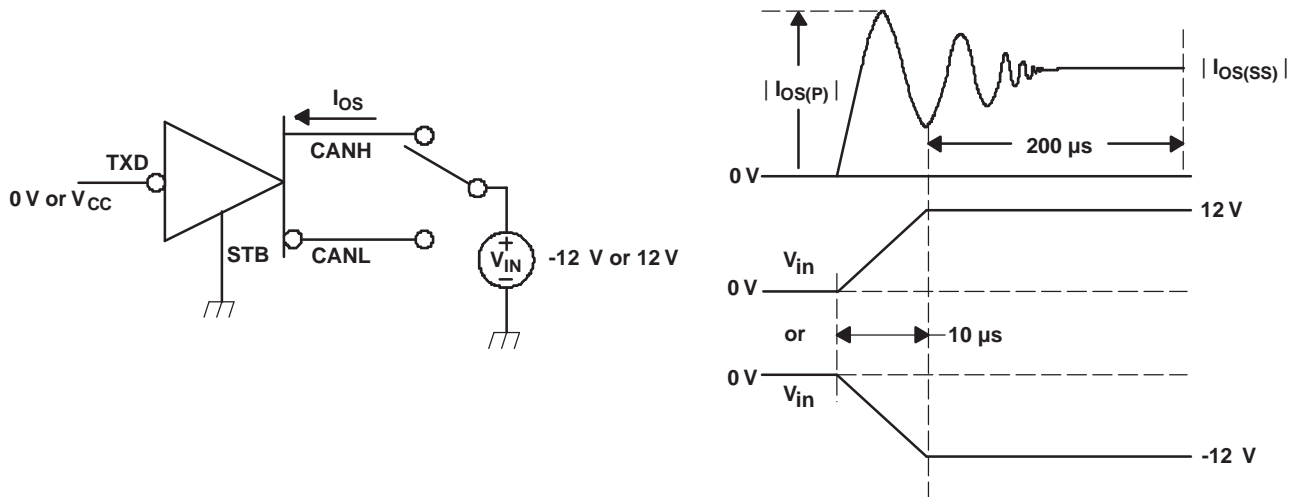 I_OS
CANH
TXD
0 V or V_CC
STB
CANL
+
V_IN
–
-12 V or 12 V
| I_OS(P) |
| I_OS(SS) |
200 µs
0 V
12 V
V_in
0 V
or
10 µs
0 V
V_in
-12 V